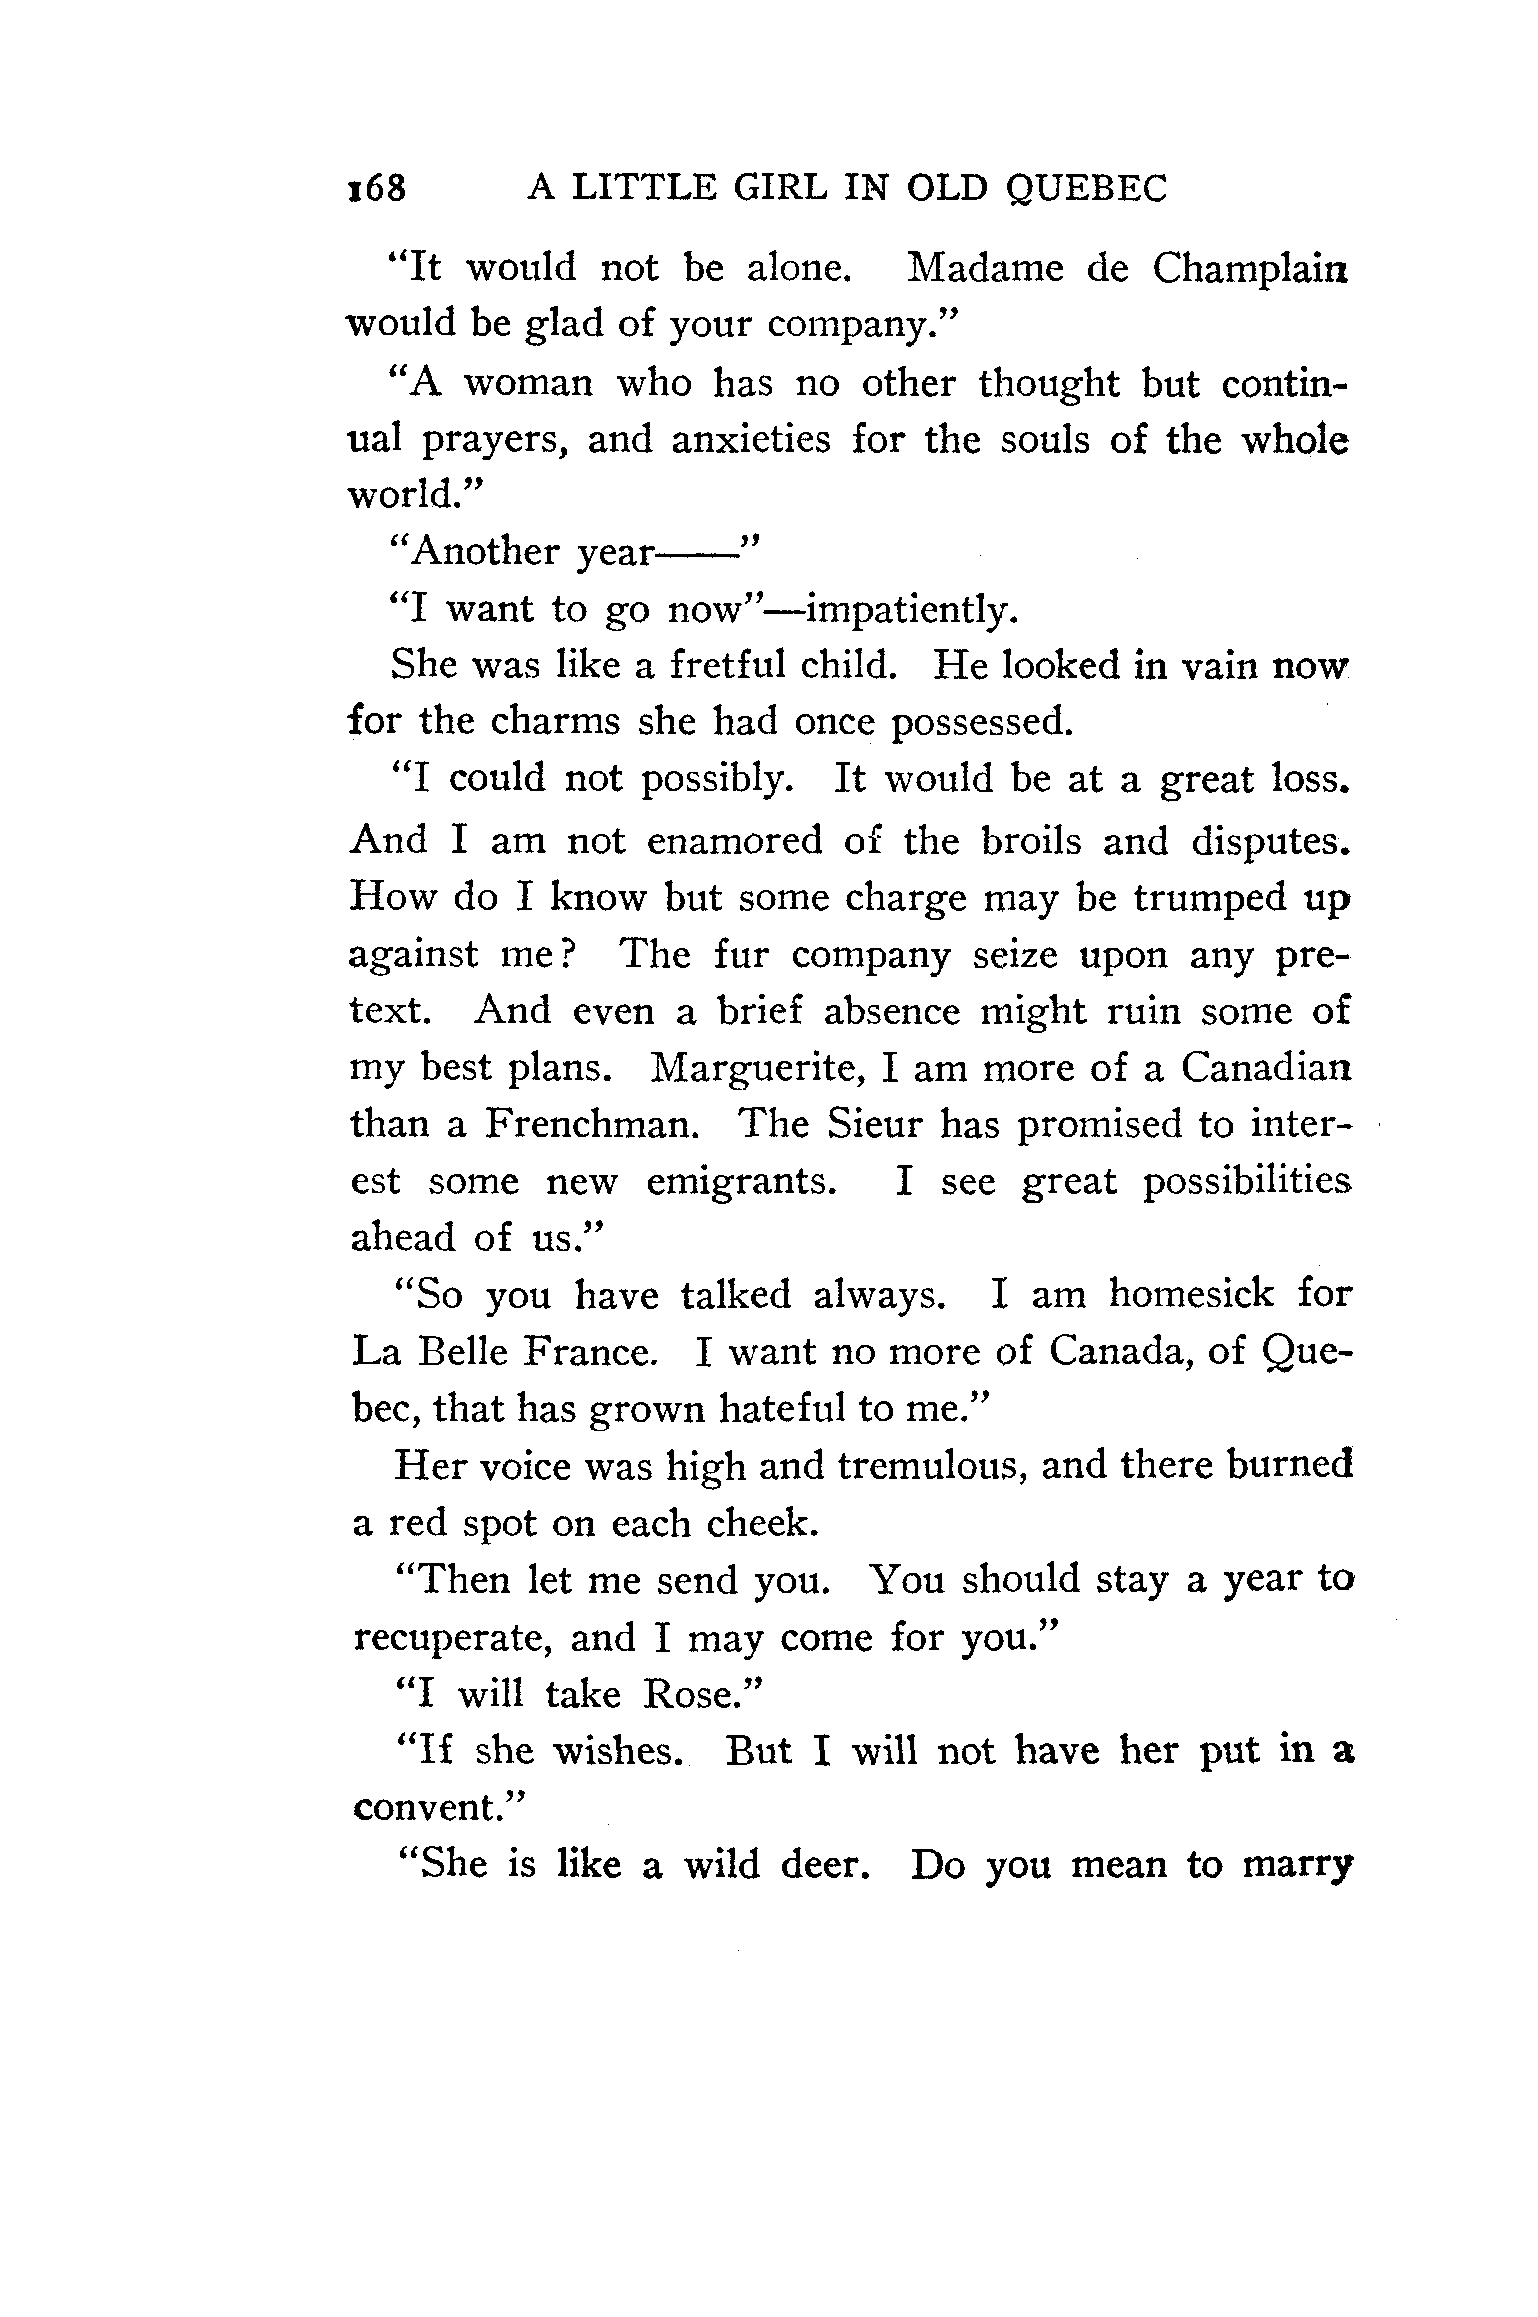 168 A LITTLE GIRL IN OLD QUEBEC
“It would not be alone. Madame de Champlain
would be glad of your company.”
“A woman who has no other thought but contin-
ual prayers, and anxieties for the souls of the whole
world.”
“Another year——”
“I want to go now”—impatiently.
She was like a fretful child. He looked in vain now
for the charms she had once possessed.
“I could not possibly. It would be at a great loss.
And I am not enamored of the broils and disputes.
How do I know but some charge may be trumped up
against me? The fur company seize upon any pre-
text. And even a brief absence might ruin some of
my best plans. Marguerite, I am more of a Canadian
than a Frenchman. The Sieur has promised to inter-
est some new emigrants. I see great possibilities
ahead of us.”
“So you have talked always. I am homesick for
La Belle France. I want no more of Canada, of Que-
bec, that has grown hateful to me.”
Her voice was high and tremulous, and there burned
a red spot on each cheek.
“Then let me send you. You should stay a year to
recuperate, and I may come for you.”
“I will take Rose.”
“If she wishes. But I will not have her put in a
convent.”
“She is like a wild deer. Do you mean to marry